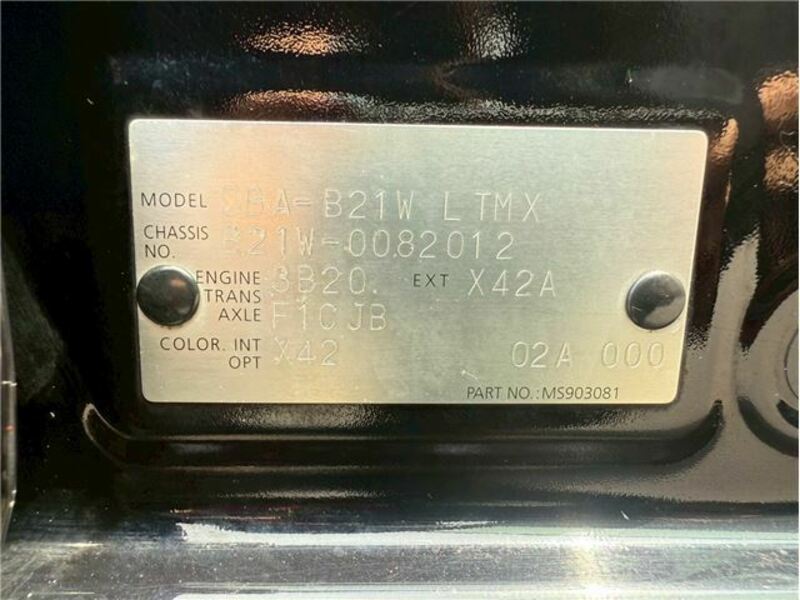 MODEL DBA-B21W LTMX
CHASSIS NO. B21W-0082012
ENGINE 3B20. EXT X42A
TRANS AXLE F1CJB
COLOR. INT OPT X42 02A 000
PART NO.:MS903081